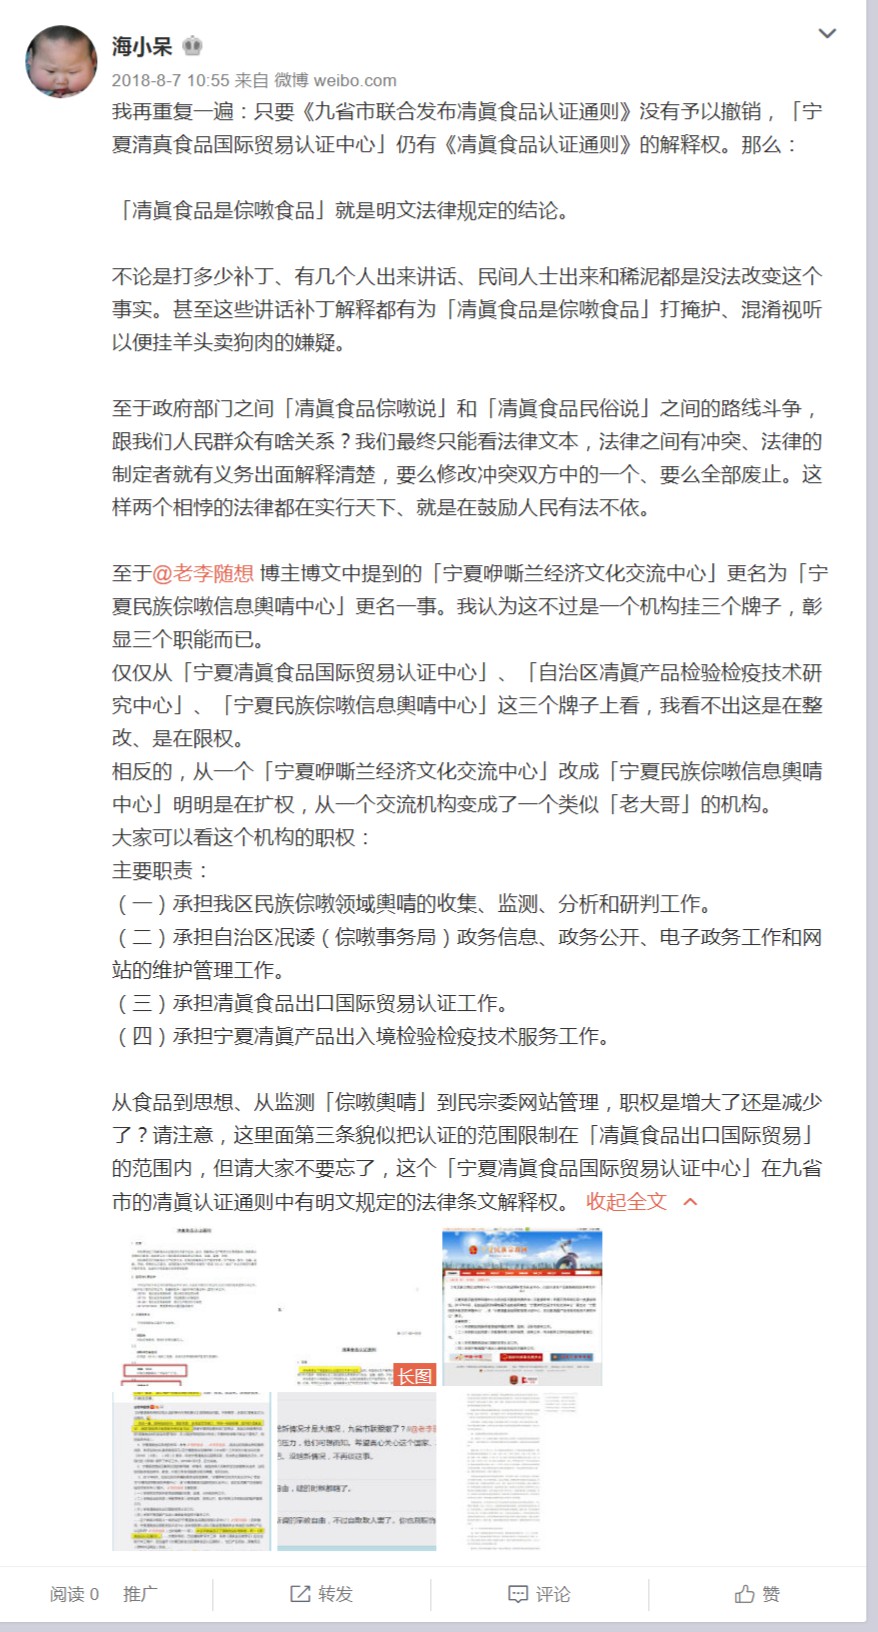 海小呆
2018-8-7 10:55 来自 微博 weibo.com
我再重复一遍：只要《九省市联合发布凊眞食品认证通则》没有予以撤销，「宁
夏清真食品国际贸易认证中心」仍有《凊眞食品认证通则》的解释权。那么：
「凊眞食品是倧噭食品」就是明文法律规定的结论。
不论是打多少补丁、有几个人出来讲话、民间人士出来和稀泥都是没法改变这个
事实。甚至这些讲话补丁解释都有为「凊眞食品是倧噭食品」打掩护、混淆视听
以便挂羊头卖狗肉的嫌疑。
至于政府部门之间「凊眞食品倧噭说」和「凊眞食品民俗说」之间的路线斗争，
跟我们人民群众有啥关系？我们最终只能看法律文本，法律之间有冲突、法律的
制定者就有义务出面解释清楚，要么修改冲突双方中的一个、要么全部废止。这
样两个相悖的法律都在实行天下、就是在鼓励人民有法不依。
至于@老李随想 博主博文中提到的「宁夏咿嘶兰经济文化交流中心」更名为「宁
夏民族倧噭信息輿啨中心」更名一事。我认为这不过是一个机构挂三个牌子，彰
显三个职能而已。
仅仅从「宁夏凊眞食品国际贸易认证中心」、「自治区凊眞产品检验检疫技术研
究中心」、「宁夏民族倧噭信息輿啨中心」这三个牌子上看，我看不出这是在整
改、是在限权。
相反的，从一个「宁夏咿嘶兰经济文化交流中心」改成「宁夏民族倧噭信息輿啨
中心」明明是在扩权，从一个交流机构变成了一个类似「老大哥」的机构。
大家可以看这个机构的职权：
主要职责：
（一）承担我区民族倧噭领域輿啨的收集、监测、分析和研判工作。
（二）承担自治区冺诿（倧噭事务局）政务信息、政务公开、电子政务工作和网
站的维护管理工作。
（三）承担凊眞食品出口国际贸易认证工作。
（四）承担宁夏凊眞产品出入境检验检疫技术服务工作。
从食品到思想、从监测「倧噭輿啨」到民宗委网站管理，职权是增大了还是减少
了？请注意，这里面第三条貌似把认证的范围限制在「凊眞食品出口国际贸易」
的范围内，但请大家不要忘了，这个「宁夏凊眞食品国际贸易认证中心」在九省
市的凊眞认证通则中有明文规定的法律条文解释权。 收起全文
长图
阅读 0 推广 转发 评论 赞